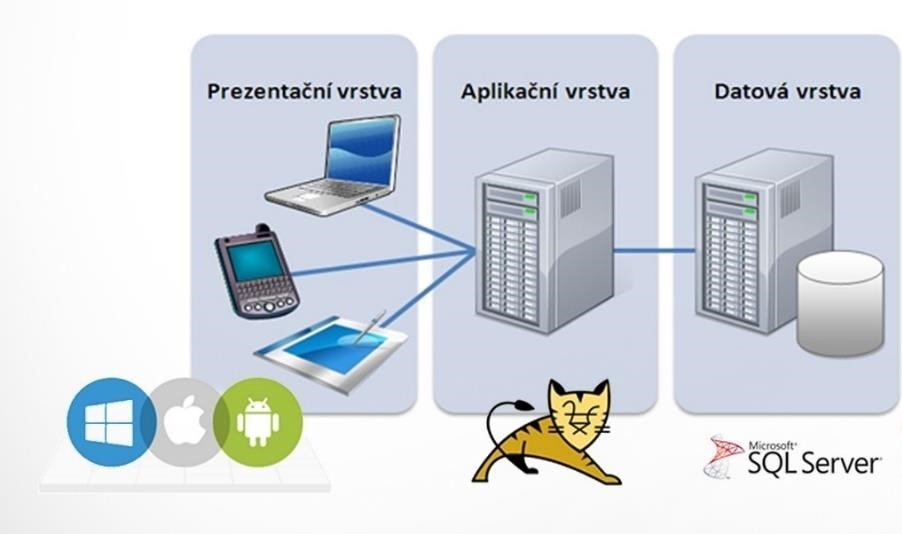 Prezentační vrstva
Aplikační vrstva
Datová vrstva
Microsoft®
SQL Server®